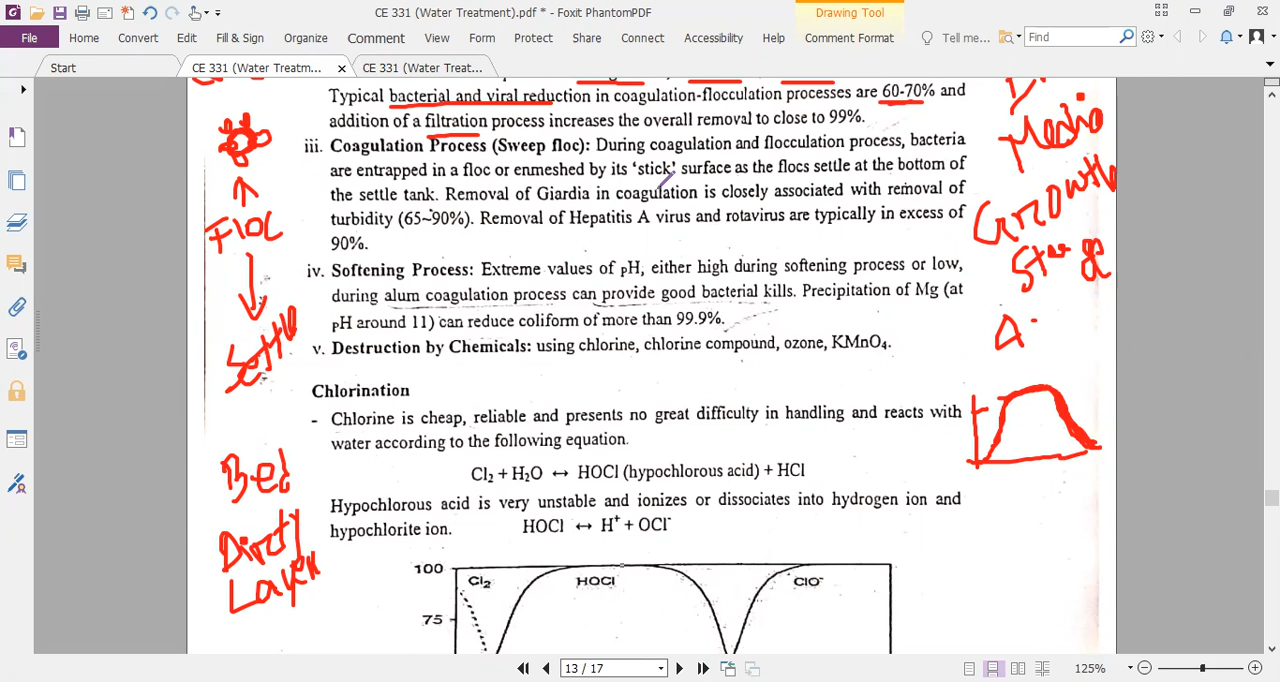 CE 331 (Water Treatment).pdf * - Foxit PhantomPDF
Drawing Tool
File Home Convert Edit Fill & Sign Organize Comment View Form Protect Share Connect Accessibility Help Comment Format Tell me... Find
Start CE 331 (Water Treatm... CE 331 (Water Treat...
Typical bacterial and viral reduction in coagulation-flocculation processes are 60-70% and
addition of a filtration process increases the overall removal to close to 99%.
iii. Coagulation Process (Sweep floc): During coagulation and flocculation process, bacteria
are entrapped in a floc or enmeshed by its ‘stick’ surface as the flocs settle at the bottom of
the settle tank. Removal of Giardia in coagulation is closely associated with removal of
turbidity (65~90%). Removal of Hepatitis A virus and rotavirus are typically in excess of
90%.
iv. Softening Process: Extreme values of pH, either high during softening process or low,
during alum coagulation process can provide good bacterial kills. Precipitation of Mg (at
pH around 11) can reduce coliform of more than 99.9%.
v. Destruction by Chemicals: using chlorine, chlorine compound, ozone, KMnO₄.
Floc
Settle
Bed
Dirty
Layer
Media
Growth
Stage
Chlorination
- Chlorine is cheap, reliable and presents no great difficulty in handling and reacts with
water according to the following equation.
Cl₂ + H₂O ↔ HOCl (hypochlorous acid) + HCl
Hypochlorous acid is very unstable and ionizes or dissociates into hydrogen ion and
hypochlorite ion. HOCl ↔ H⁺ + OCl⁻
100 Cl₂ HOCl ClO⁻
75
13 / 17
125%